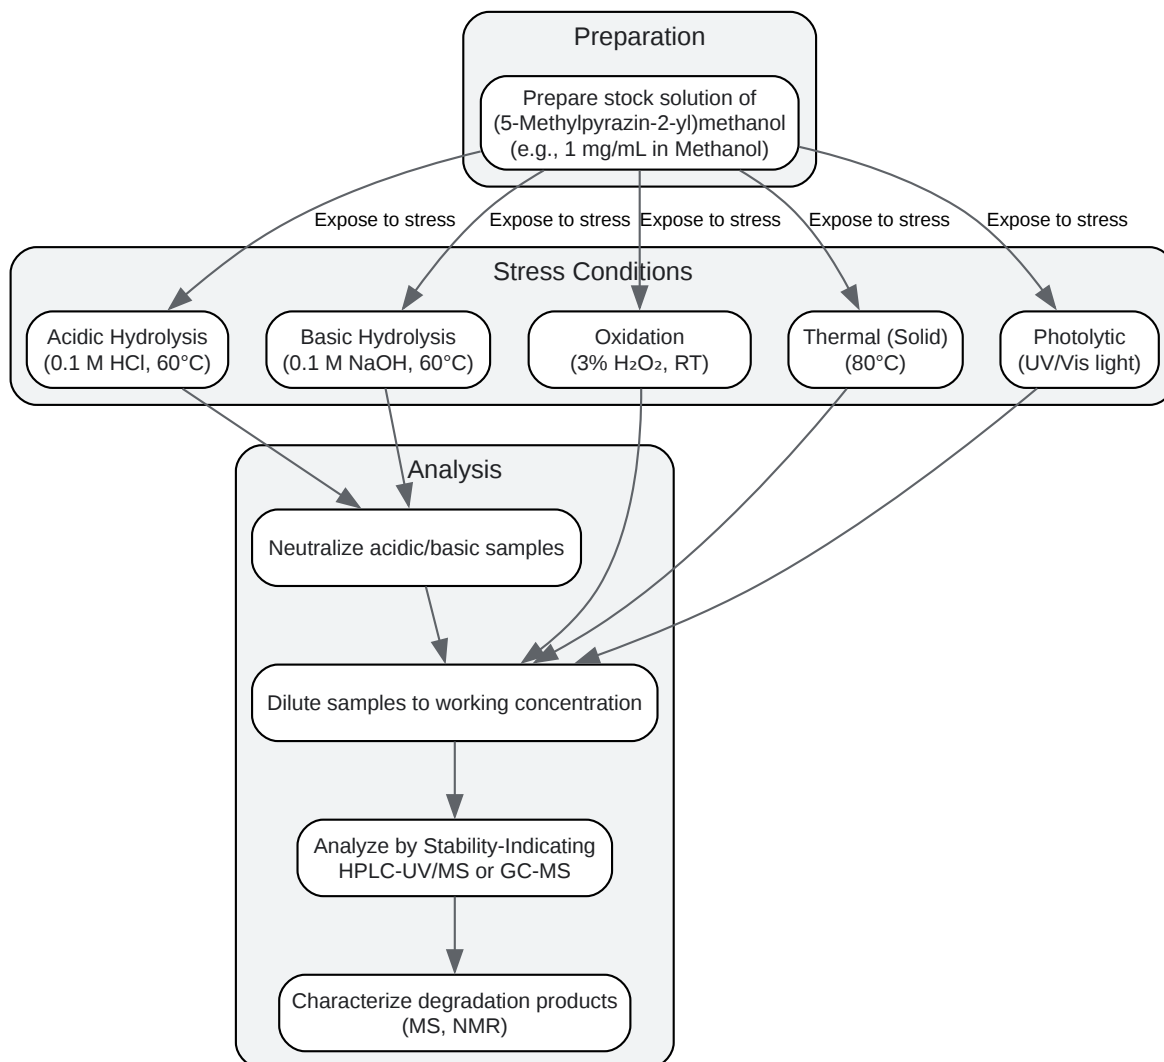 Preparation
Prepare stock solution of
(5-Methylpyrazin-2-yl)methanol
(e.g., 1 mg/mL in Methanol)
Expose to stress
Expose to stress
Expose to stress
Expose to stress
Expose to stress
Stress Conditions
Acidic Hydrolysis
(0.1 M HCl, 60°C)
Basic Hydrolysis
(0.1 M NaOH, 60°C)
Oxidation
(3% H₂O₂, RT)
Thermal (Solid)
(80°C)
Photolytic
(UV/Vis light)
Analysis
Neutralize acidic/basic samples
Dilute samples to working concentration
Analyze by Stability-Indicating
HPLC-UV/MS or GC-MS
Characterize degradation products
(MS, NMR)